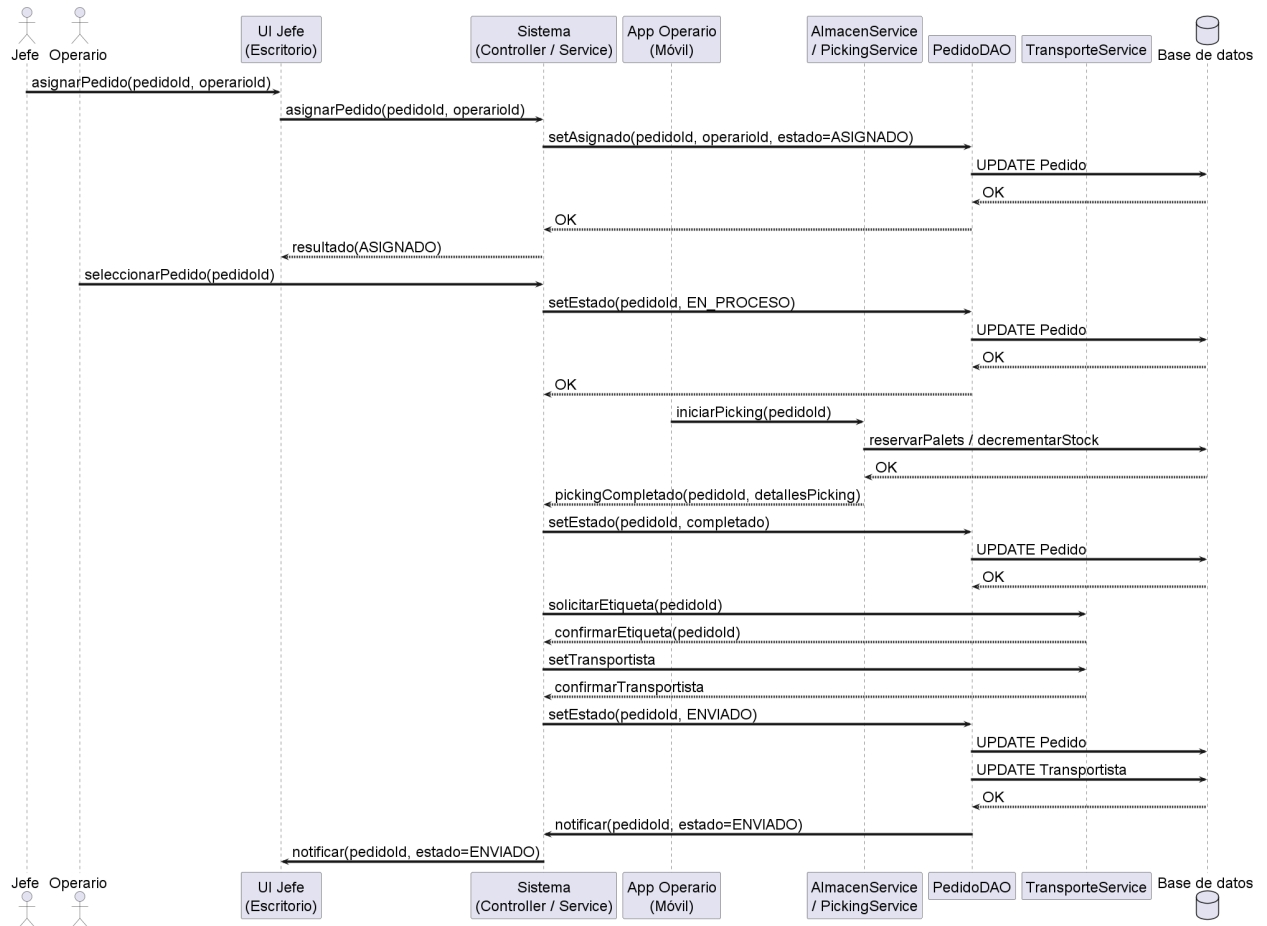 Jefe
Operario
UI Jefe
(Escritorio)
Sistema
(Controller / Service)
App Operario
(Móvil)
AlmacenService
/ PickingService
PedidoDAO
TransporteService
Base de datos
asignarPedido(pedidoId, operarioId)
asignarPedido(pedidoId, operarioId)
setAsignado(pedidoId, operarioId, estado=ASIGNADO)
UPDATE Pedido
OK
OK
resultado(ASIGNADO)
seleccionarPedido(pedidoId)
setEstado(pedidoId, EN_PROCESO)
UPDATE Pedido
OK
OK
iniciarPicking(pedidoId)
reservarPalets / decrementarStock
OK
pickingCompletado(pedidoId, detallesPicking)
setEstado(pedidoId, completado)
UPDATE Pedido
OK
solicitarEtiqueta(pedidoId)
confirmarEtiqueta(pedidoId)
setTransportista
confirmarTransportista
setEstado(pedidoId, ENVIADO)
UPDATE Pedido
UPDATE Transportista
OK
notificar(pedidoId, estado=ENVIADO)
notificar(pedidoId, estado=ENVIADO)
Jefe
Operario
UI Jefe
(Escritorio)
Sistema
(Controller / Service)
App Operario
(Móvil)
AlmacenService
/ PickingService
PedidoDAO
TransporteService
Base de datos